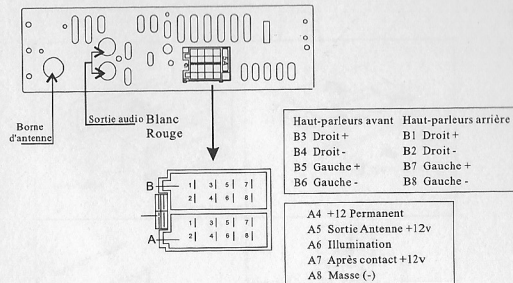 Borne
d'antenne
Sortie audio Blanc
Rouge
B
1 3 5 7
2 4 6 8
A
1 3 5 7
2 4 6 8
Haut-parleurs avant Haut-parleurs arrière
B3 Droit + B1 Droit +
B4 Droit - B2 Droit -
B5 Gauche + B7 Gauche +
B6 Gauche - B8 Gauche -
A4 +12 Permanent
A5 Sortie Antenne +12v
A6 Illumination
A7 Après contact +12v
A8 Masse (-)